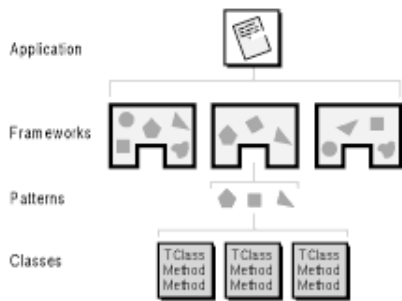 Application
Frameworks
Patterns
Classes
TClass
Method
Method
TClass
Method
Method
TClass
Method
Method